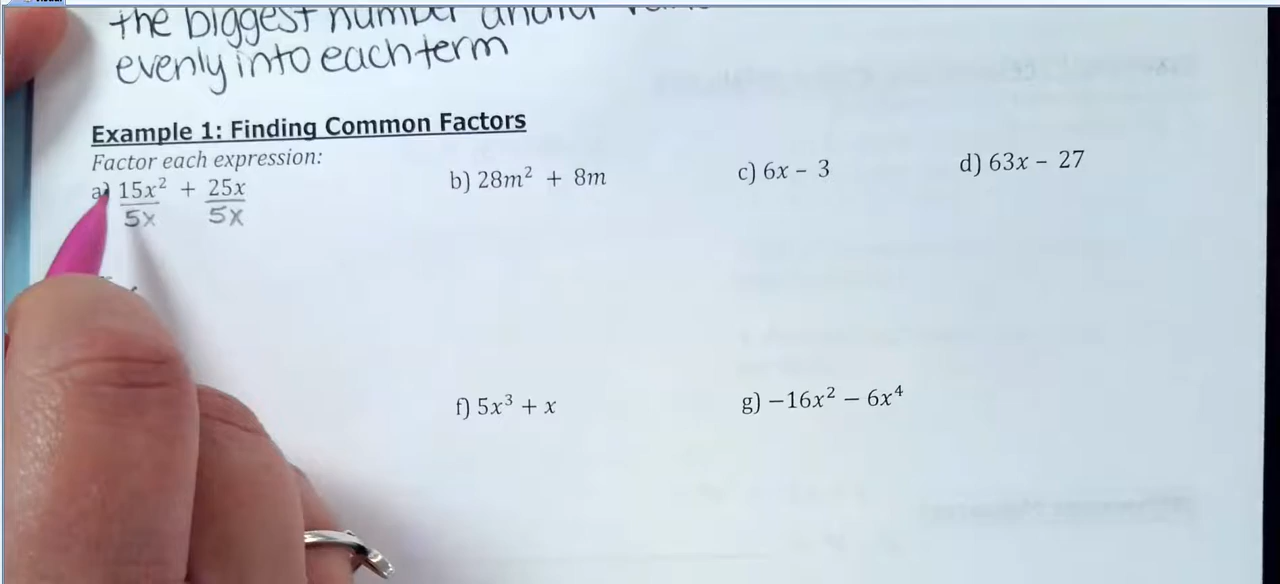 the biggest number and/or
evenly into each term
Example 1: Finding Common Factors
Factor each expression:
a) 15x² + 25x
5x 5x
b) 28m² + 8m
c) 6x − 3
d) 63x − 27
f) 5x³ + x
g) −16x² − 6x⁴